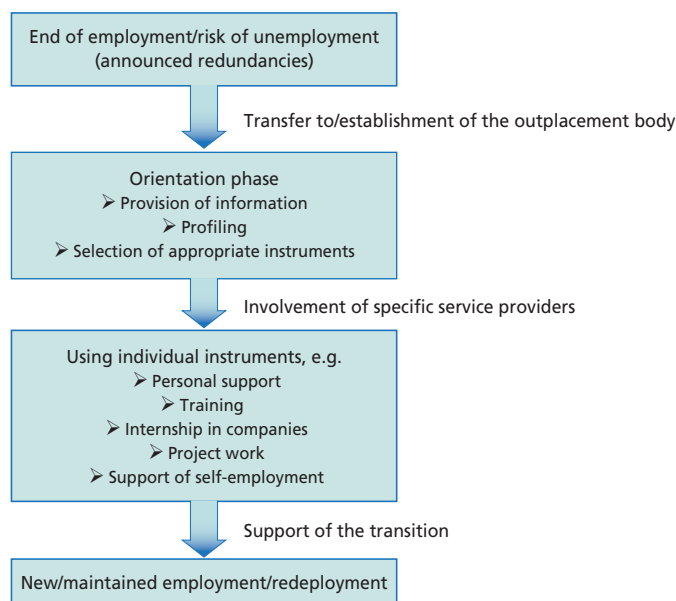 End of employment/risk of unemployment
(announced redundancies)
Transfer to/establishment of the outplacement body
Orientation phase
➢ Provision of information
➢ Profiling
➢ Selection of appropriate instruments
Involvement of specific service providers
Using individual instruments, e.g.
➢ Personal support
➢ Training
➢ Internship in companies
➢ Project work
➢ Support of self-employment
Support of the transition
New/maintained employment/redeployment